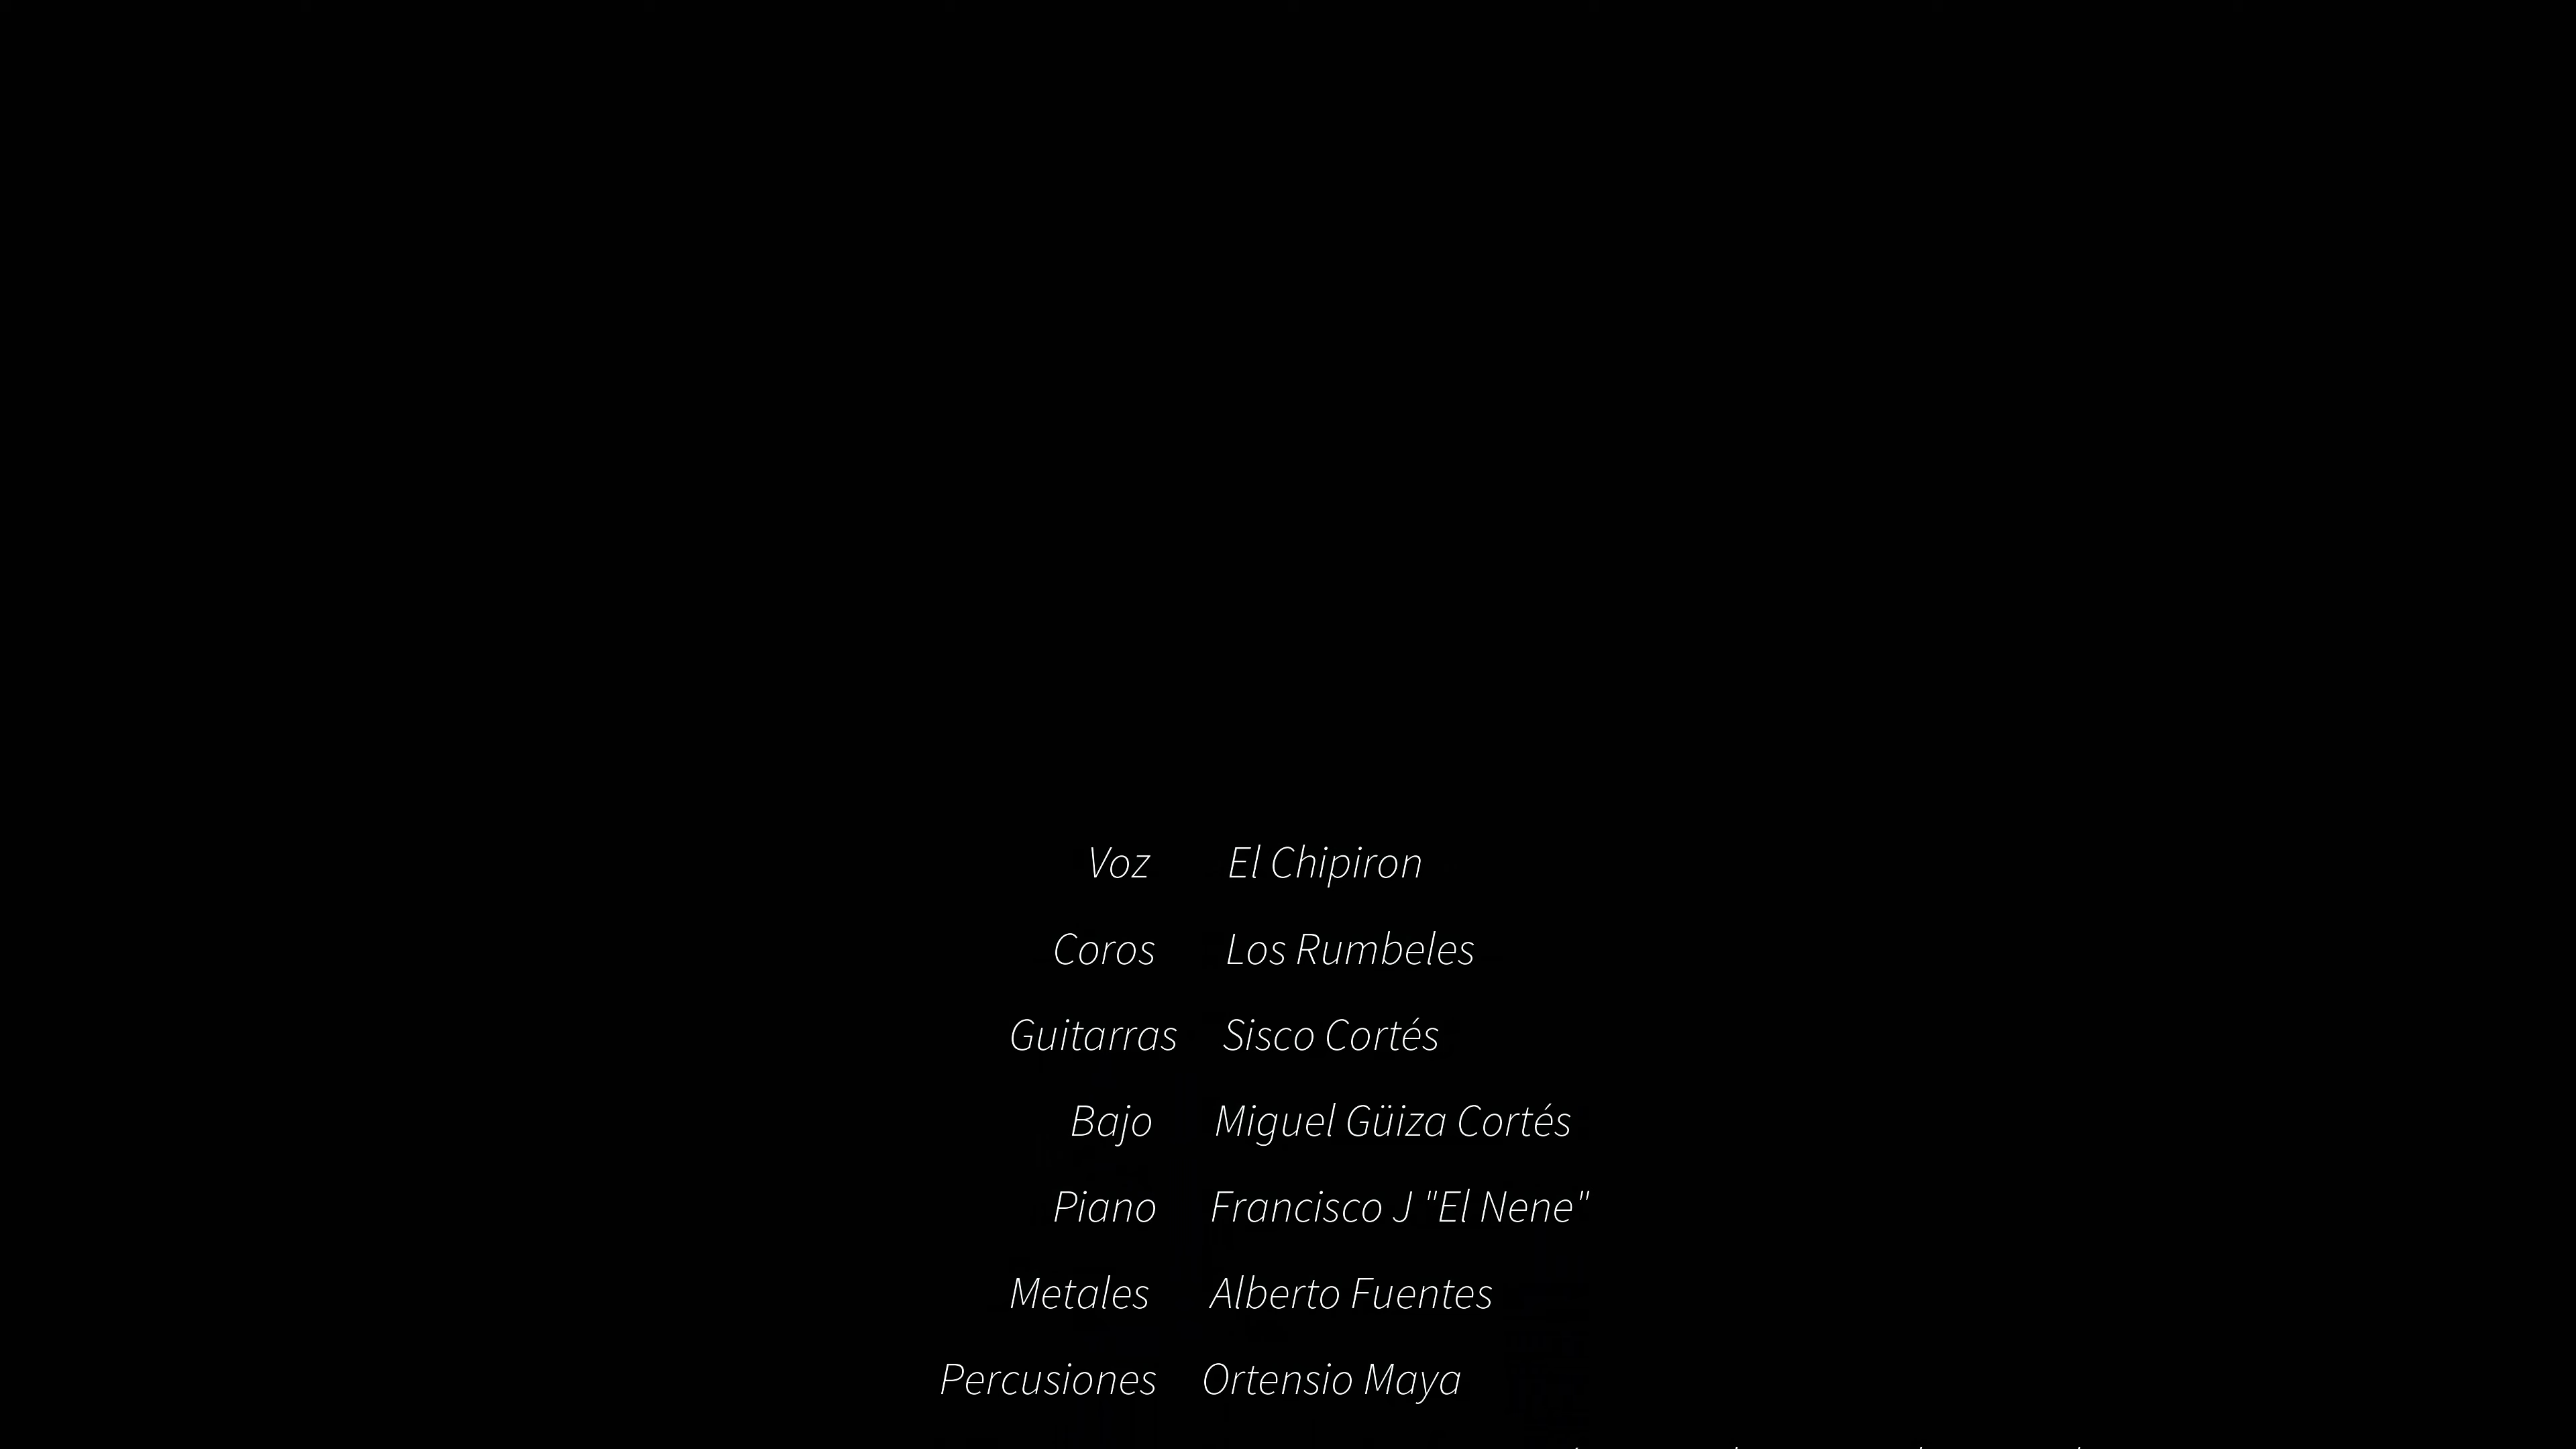 Voz El Chipiron
Coros Los Rumbeles
Guitarras Sisco Cortés
Bajo Miguel Güiza Cortés
Piano Francisco J "El Nene"
Metales Alberto Fuentes
Percusiones Ortensio Maya